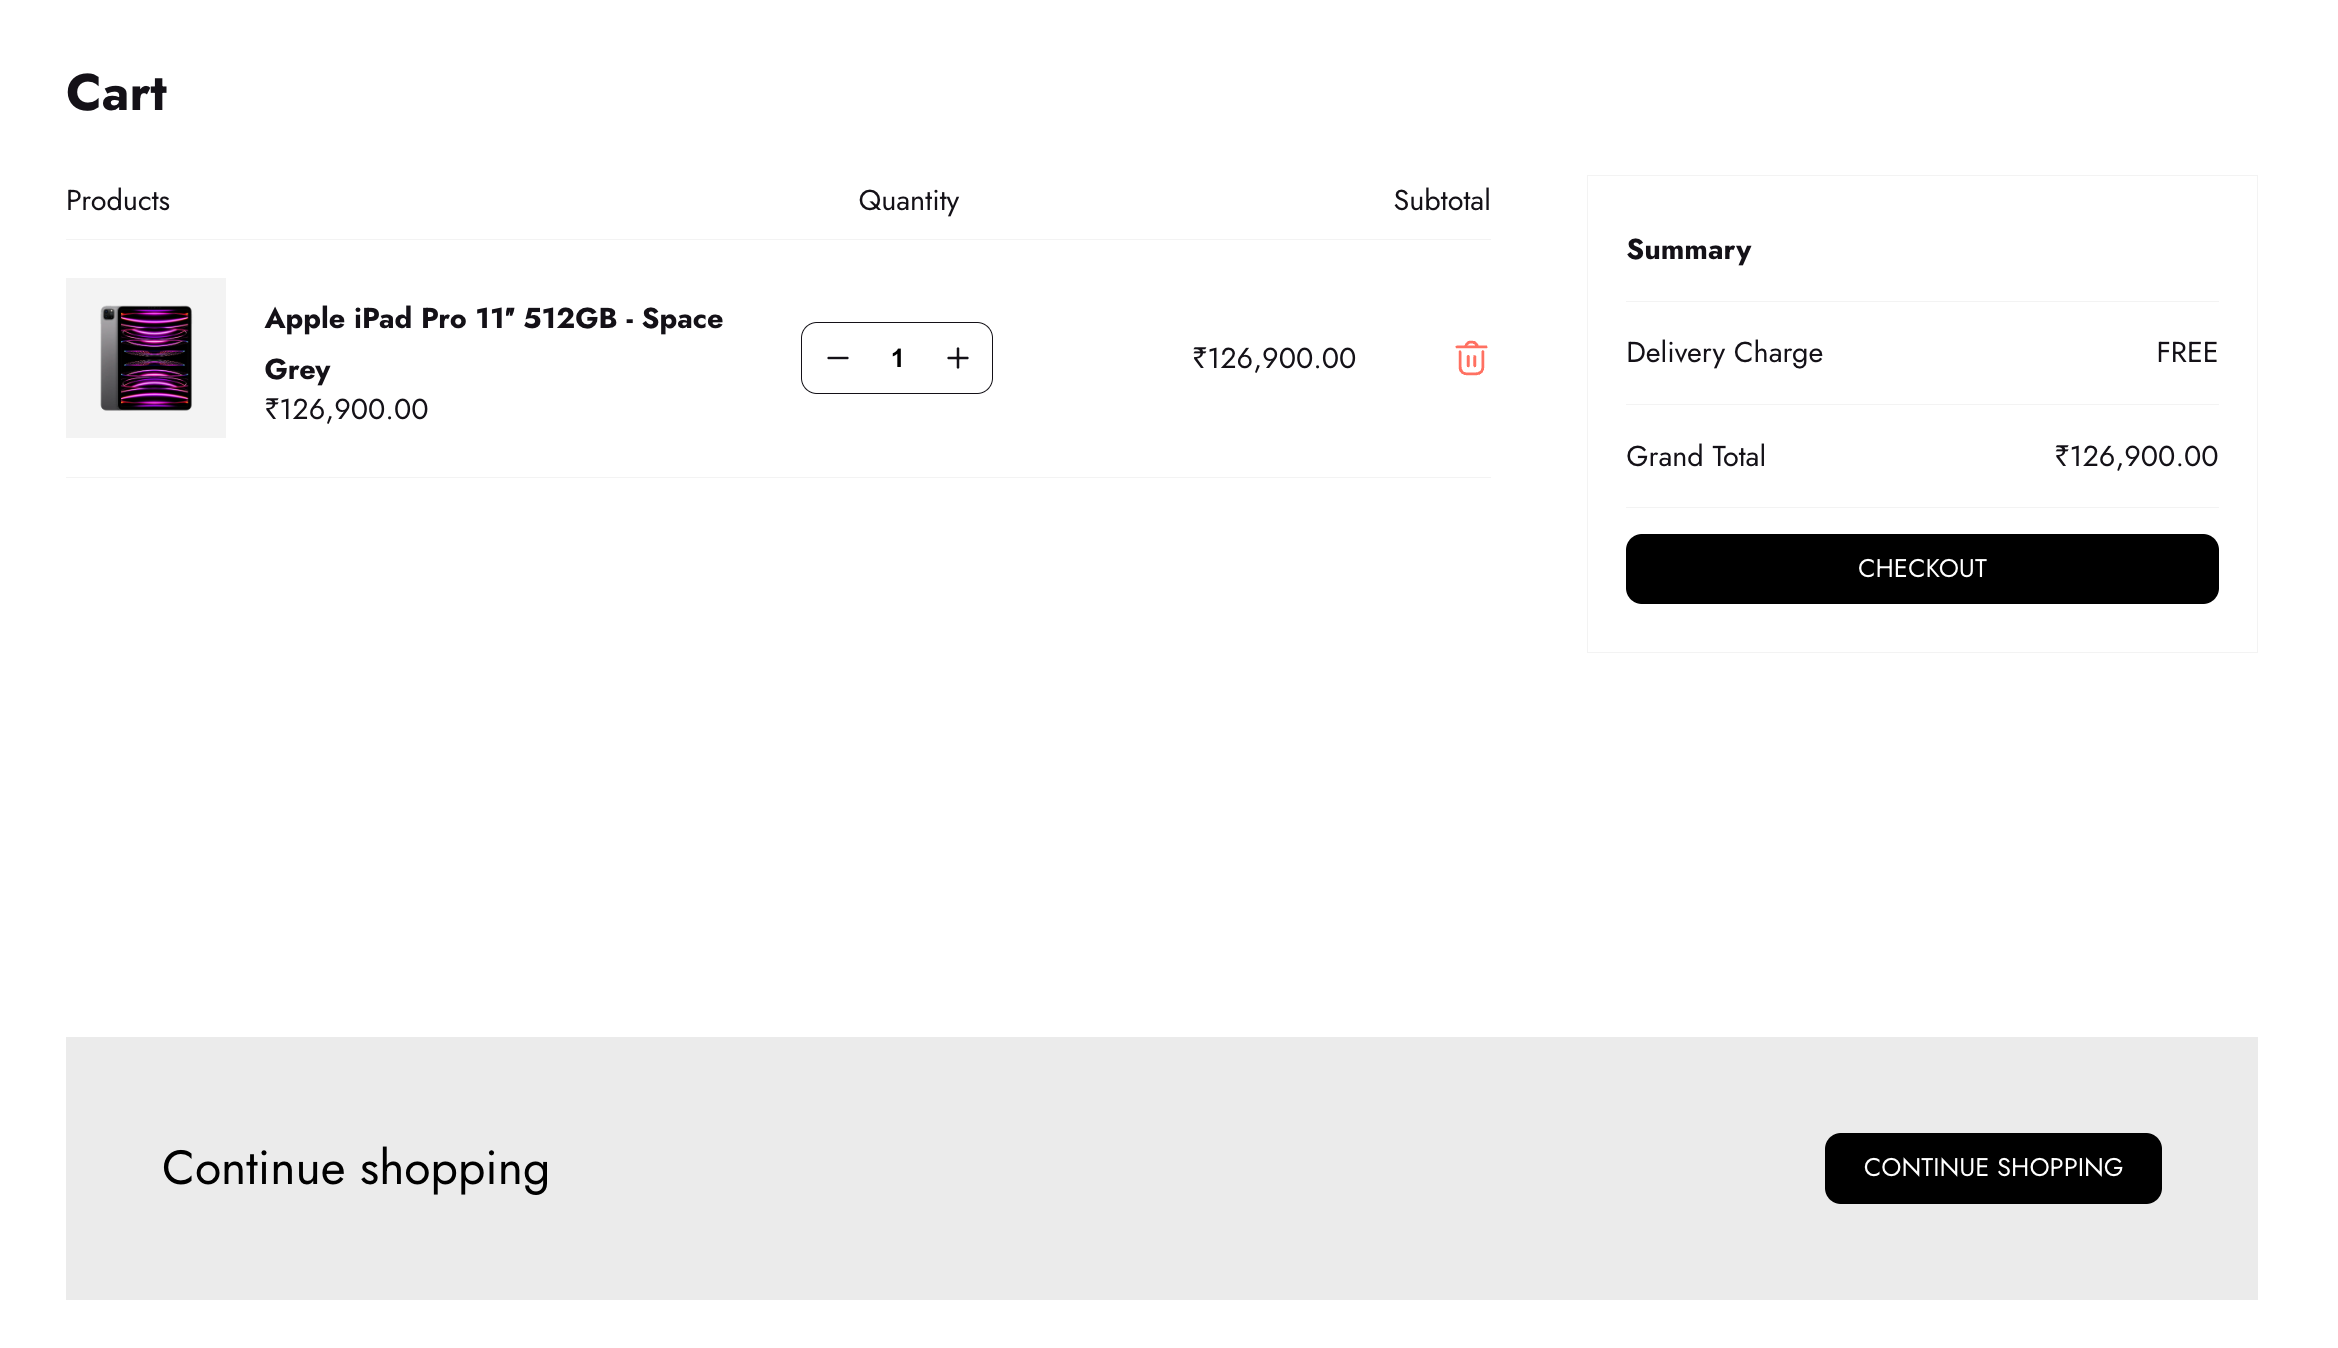 Cart
Products Quantity Subtotal
Apple iPad Pro 11" 512GB - Space
Grey
₹126,900.00
1
₹126,900.00
Summary
Delivery Charge FREE
Grand Total ₹126,900.00
CHECKOUT
Continue shopping
CONTINUE SHOPPING